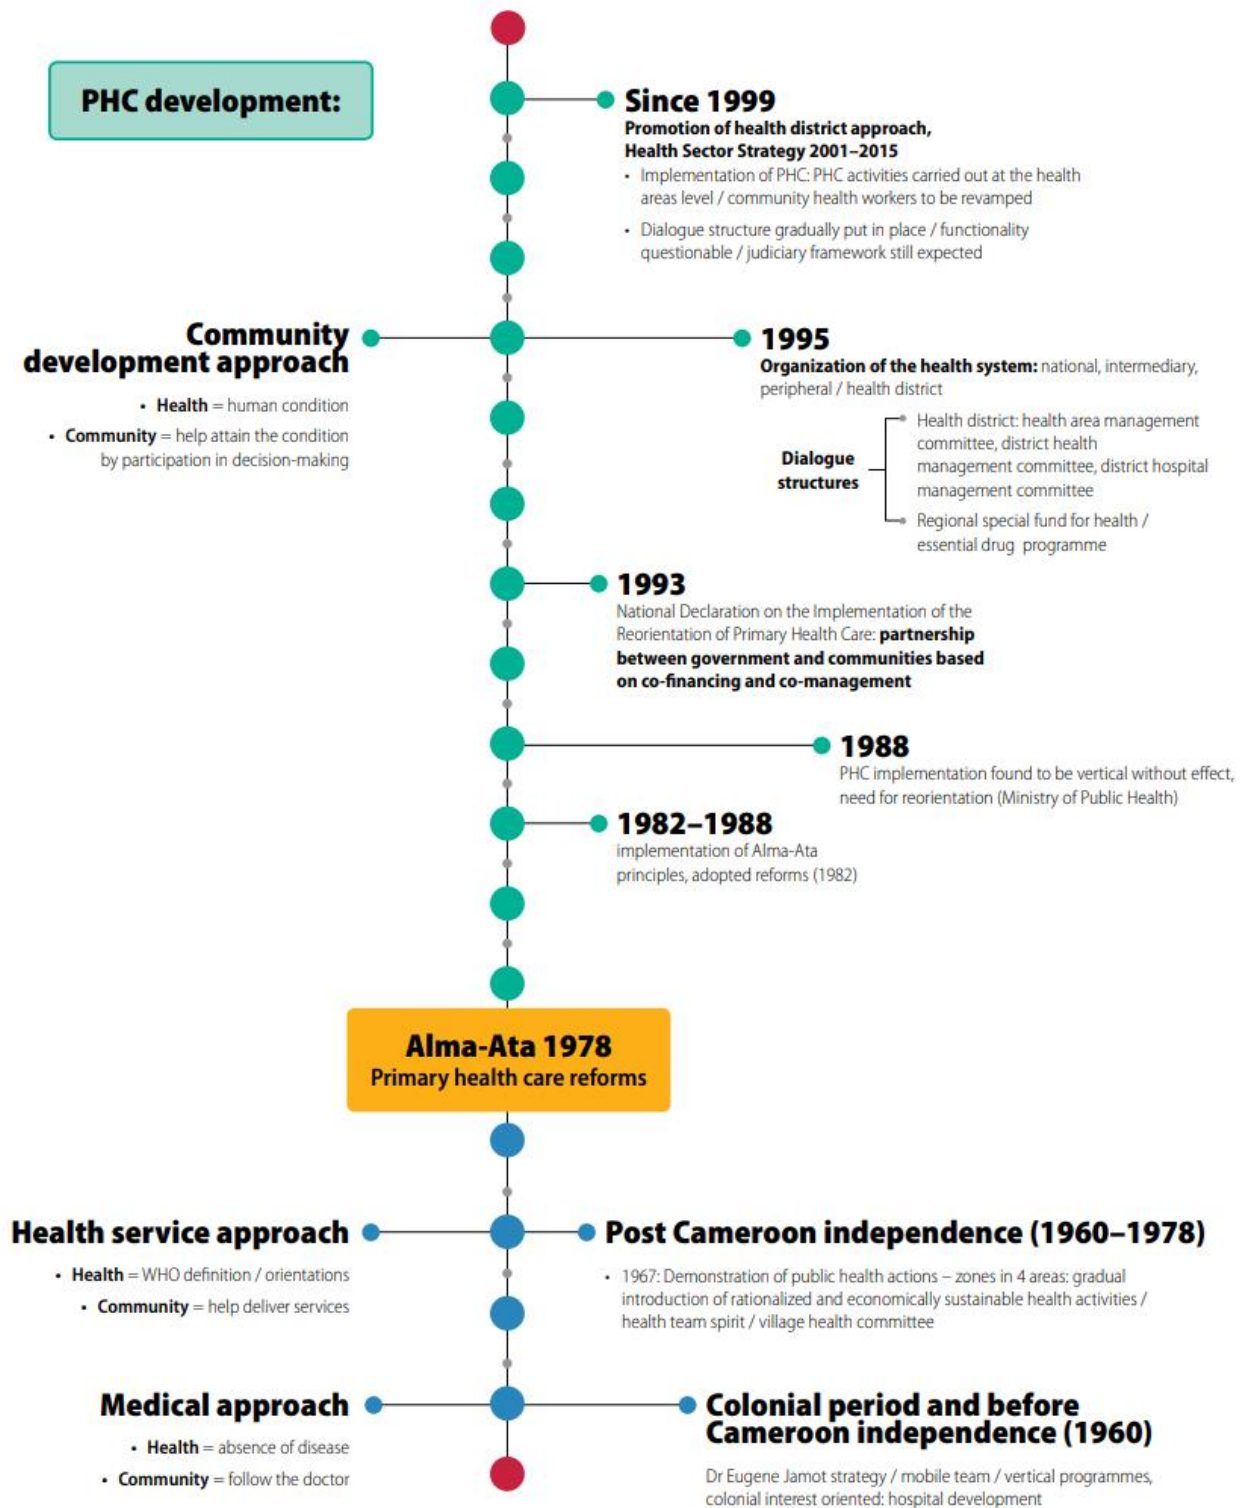 PHC development:
Since 1999
Promotion of health district approach,
Health Sector Strategy 2001–2015
• Implementation of PHC: PHC activities carried out at the health
areas level / community health workers to be revamped
• Dialogue structure gradually put in place / functionality
questionable / judiciary framework still expected
Community
development approach
• Health = human condition
• Community = help attain the condition
by participation in decision-making
1995
Organization of the health system: national, intermediary,
peripheral / health district
Dialogue
structures
Health district: health area management
committee, district health
management committee, district hospital
management committee
Regional special fund for health /
essential drug programme
1993
National Declaration on the Implementation of the
Reorientation of Primary Health Care: partnership
between government and communities based
on co-financing and co-management
1988
PHC implementation found to be vertical without effect,
need for reorientation (Ministry of Public Health)
1982–1988
implementation of Alma-Ata
principles, adopted reforms (1982)
Alma-Ata 1978
Primary health care reforms
Health service approach
• Health = WHO definition / orientations
• Community = help deliver services
Post Cameroon independence (1960–1978)
• 1967: Demonstration of public health actions – zones in 4 areas: gradual
introduction of rationalized and economically sustainable health activities /
health team spirit / village health committee
Medical approach
• Health = absence of disease
• Community = follow the doctor
Colonial period and before
Cameroon independence (1960)
Dr Eugene Jamot strategy / mobile team / vertical programmes,
colonial interest oriented: hospital development